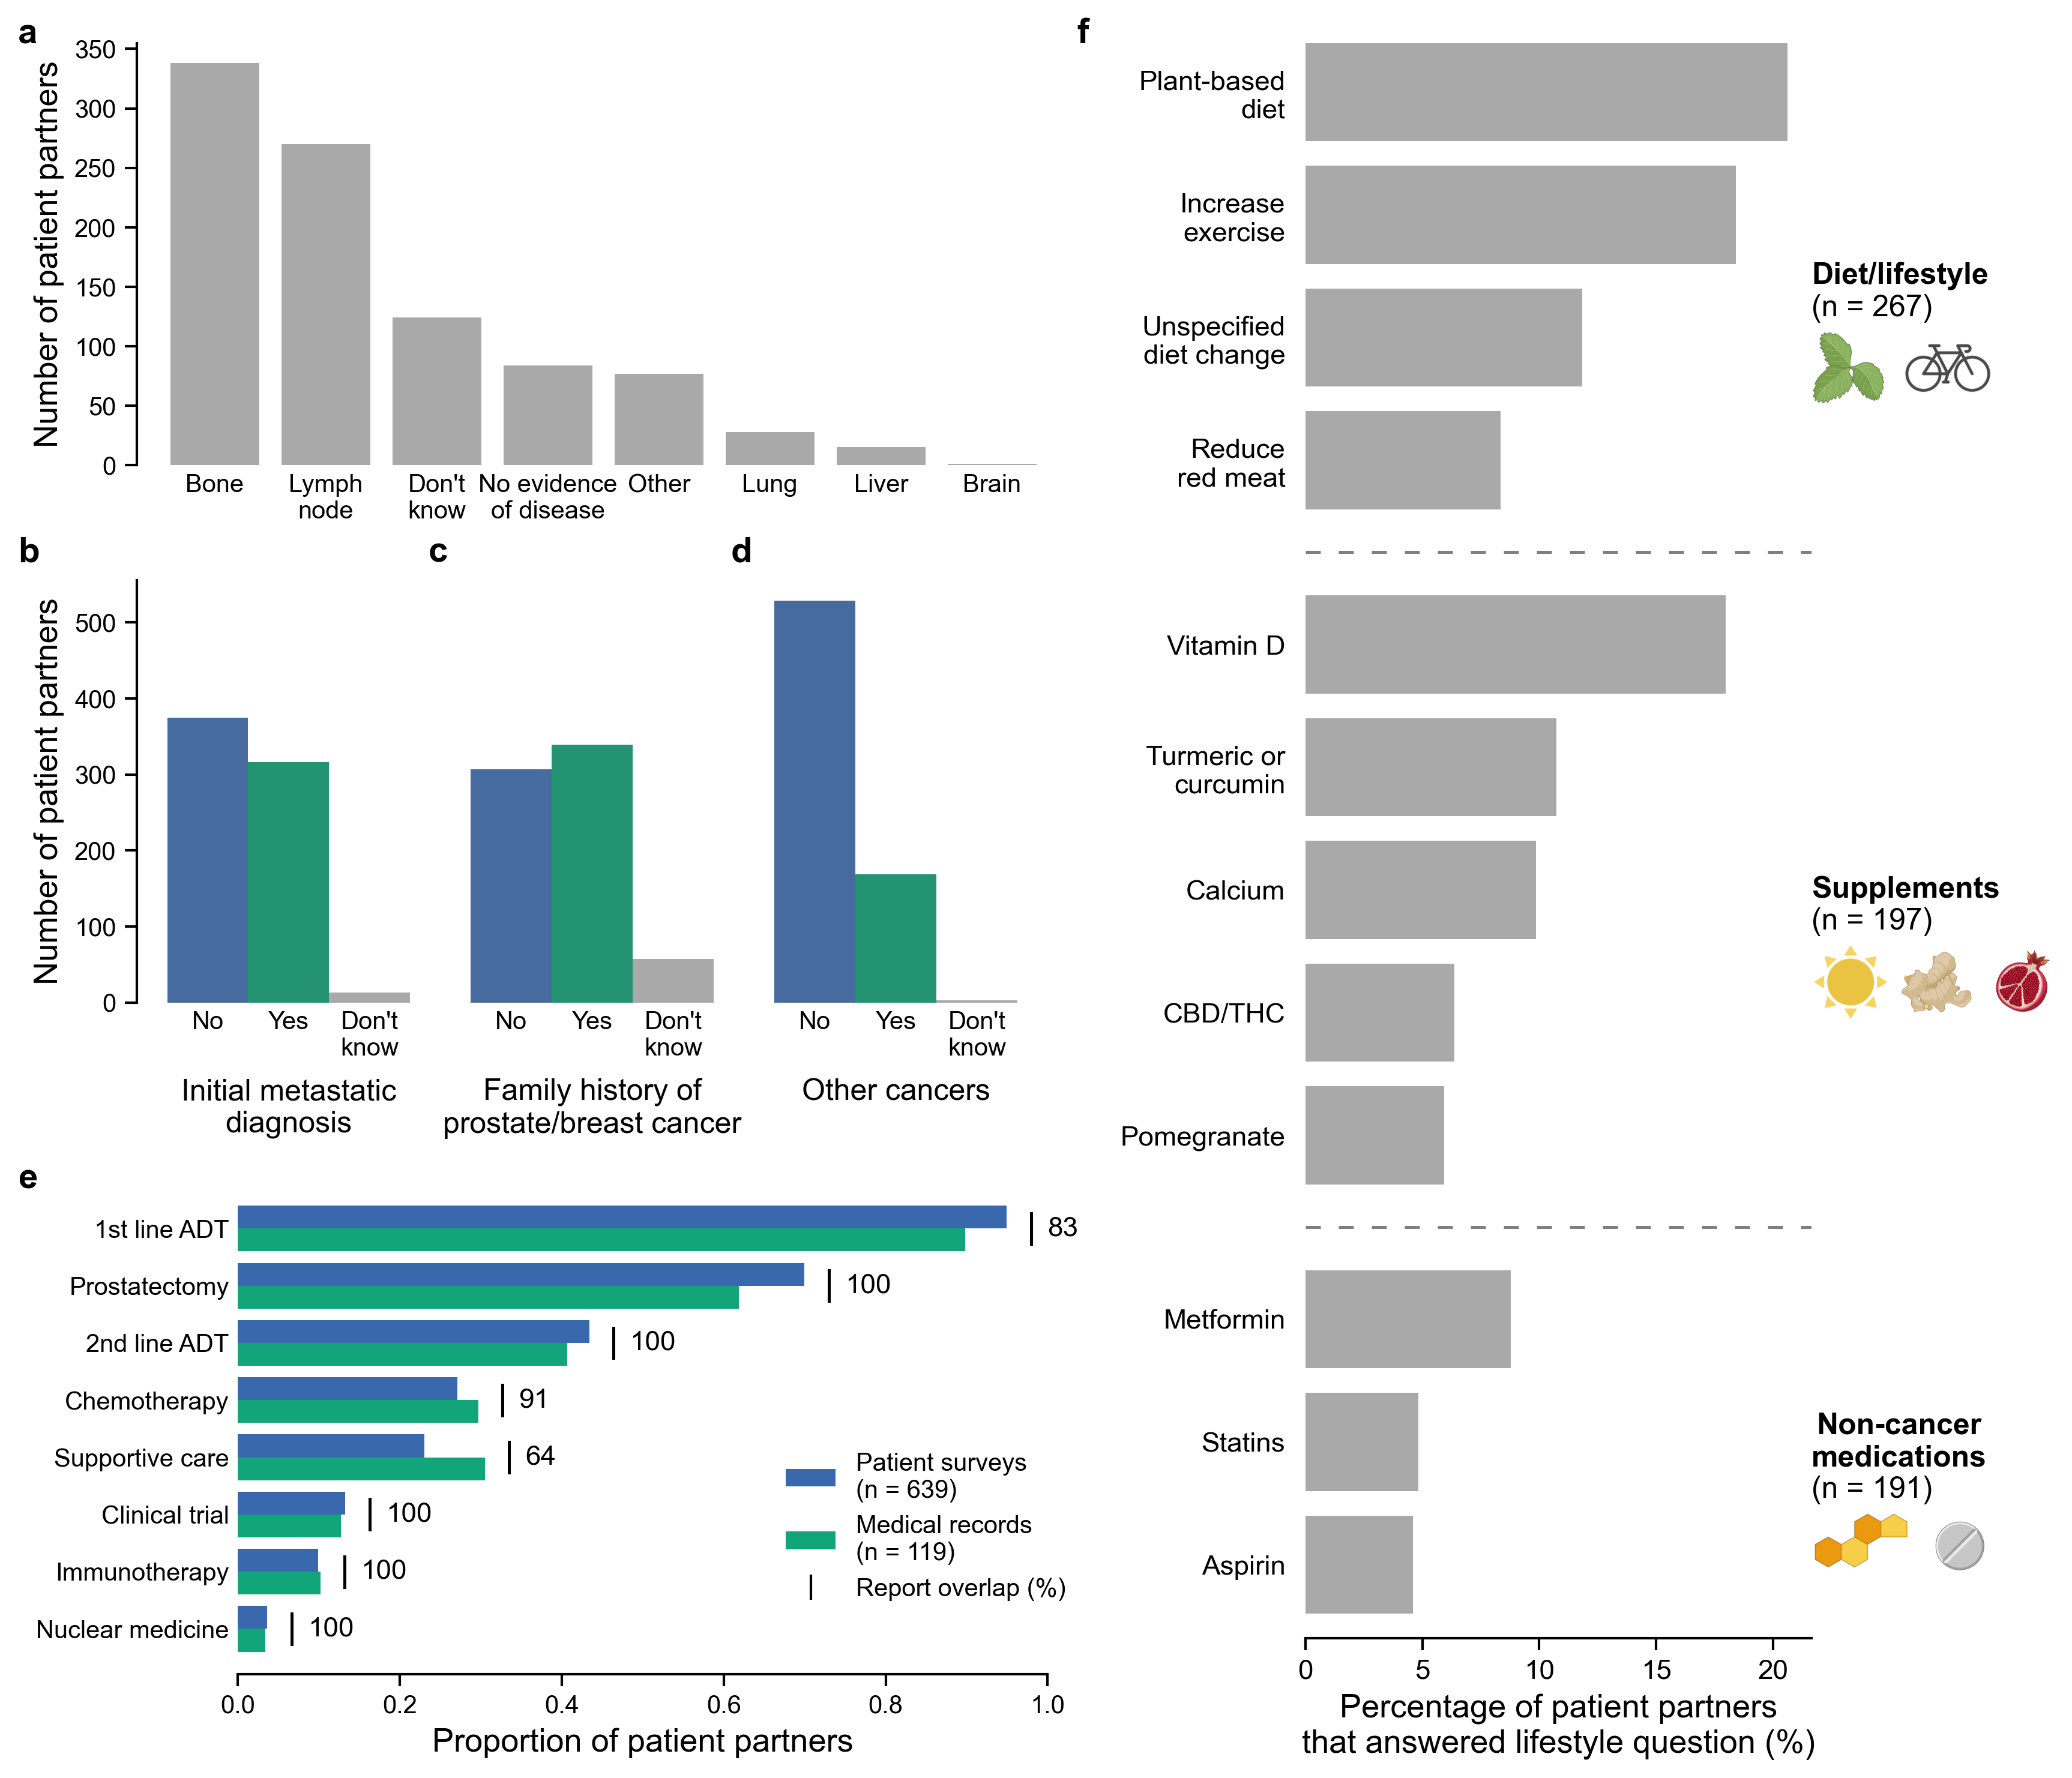 a
350
300
250
200
150
100
50
0
Number of patient partners
Bone
Lymph
node
Don't
know
No evidence
of disease
Other
Lung
Liver
Brain
b
500
400
300
200
100
0
Number of patient partners
No
Yes
Don't
know
Initial metastatic
diagnosis
c
No
Yes
Don't
know
Family history of
prostate/breast cancer
d
No
Yes
Don't
know
Other cancers
e
1st line ADT
83
Prostatectomy
100
2nd line ADT
100
Chemotherapy
91
Supportive care
64
Clinical trial
100
Immunotherapy
100
Nuclear medicine
100
Patient surveys
(n = 639)
Medical records
(n = 119)
Report overlap (%)
0.0
0.2
0.4
0.6
0.8
1.0
Proportion of patient partners
f
Plant-based
diet
Increase
exercise
Unspecified
diet change
Reduce
red meat
Diet/lifestyle
(n = 267)
Vitamin D
Turmeric or
curcumin
Calcium
CBD/THC
Pomegranate
Supplements
(n = 197)
Metformin
Statins
Aspirin
Non-cancer
medications
(n = 191)
0
5
10
15
20
Percentage of patient partners
that answered lifestyle question (%)